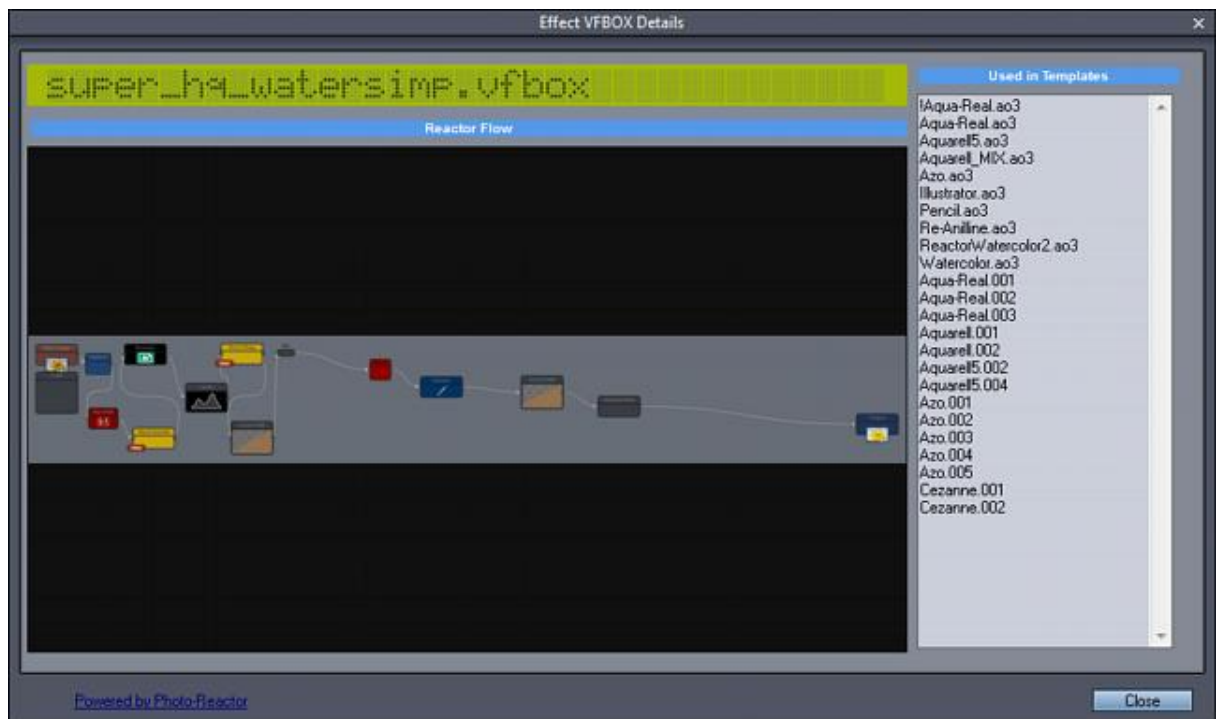 Effect VFBOX Details
super_hq_watersimp.vfbox
Used in Templates
Reactor Flow
!Aqua-Real.ao3
Aqua-Real.ao3
Aquarell5.ao3
Aquarell_MIX.ao3
Azo.ao3
Illustrator.ao3
Pencil.ao3
Re-Anilline.ao3
ReactorWatercolor2.ao3
Watercolor.ao3
Aqua-Real.001
Aqua-Real.002
Aqua-Real.003
Aquarell.001
Aquarell.002
Aquarell5.002
Aquarell5.004
Azo.001
Azo.002
Azo.003
Azo.004
Azo.005
Cezanne.001
Cezanne.002
Powered by Photo-Reactor
Close